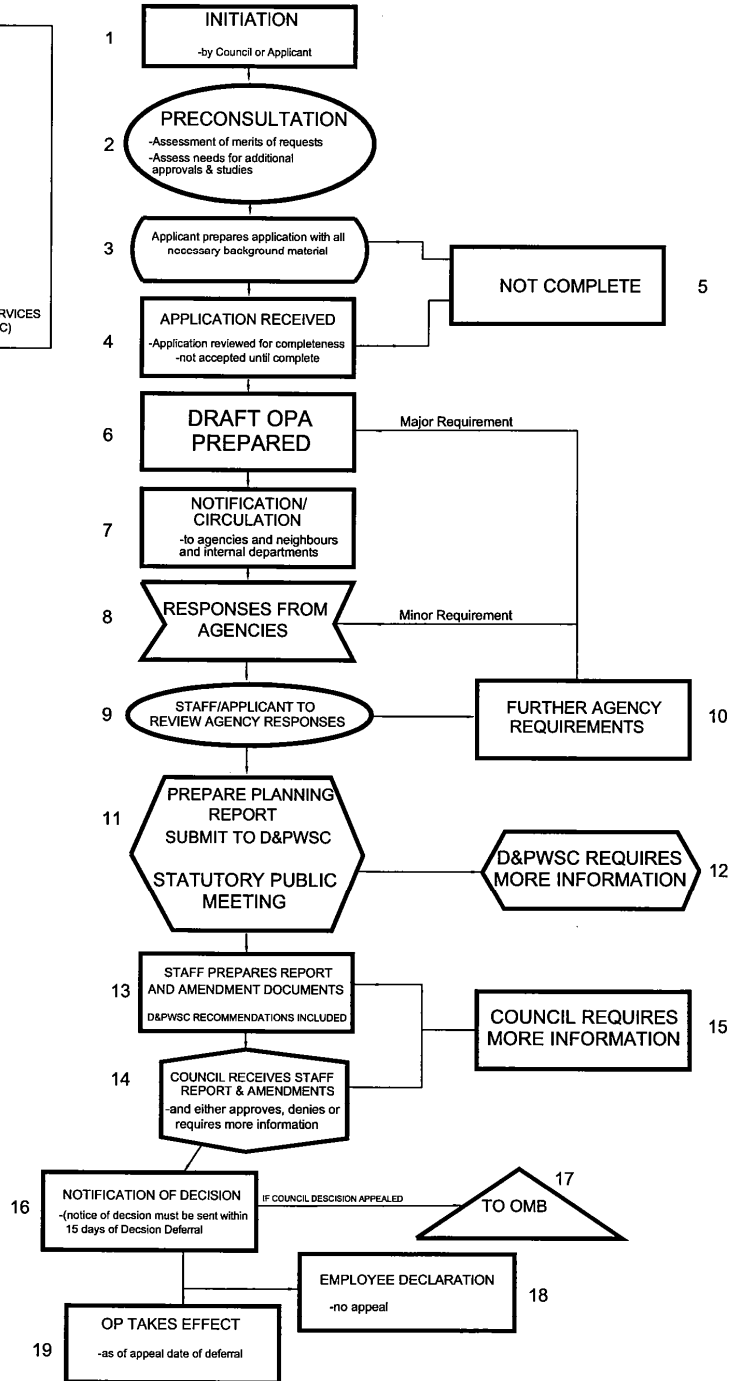 RVICES
C)
1
INITIATION
-by Council or Applicant
2
PRECONSULTATION
-Assessment of merits of requests
-Assess needs for additional
approvals & studies
3
Applicant prepares application with all
necessary background material
NOT COMPLETE
5
4
APPLICATION RECEIVED
-Application reviewed for completeness
-not accepted until complete
6
DRAFT OPA
PREPARED
Major Requirement
7
NOTIFICATION/
CIRCULATION
-to agencies and neighbours
and internal departments
8
RESPONSES FROM
AGENCIES
Minor Requirement
9
STAFF/APPLICANT TO
REVIEW AGENCY RESPONSES
FURTHER AGENCY
REQUIREMENTS
10
11
PREPARE PLANNING
REPORT
SUBMIT TO D&PWSC
STATUTORY PUBLIC
MEETING
D&PWSC REQUIRES
MORE INFORMATION
12
13
STAFF PREPARES REPORT
AND AMENDMENT DOCUMENTS
D&PWSC RECOMMENDATIONS INCLUDED
COUNCIL REQUIRES
MORE INFORMATION
15
14
COUNCIL RECEIVES STAFF
REPORT & AMENDMENTS
-and either approves, denies or
requires more information
16
NOTIFICATION OF DECISION
-(notice of decsion must be sent within
15 days of Decsion Deferral
IF COUNCIL DESCISION APPEALED
17
TO OMB
EMPLOYEE DECLARATION
-no appeal
18
19
OP TAKES EFFECT
-as of appeal date of deferral